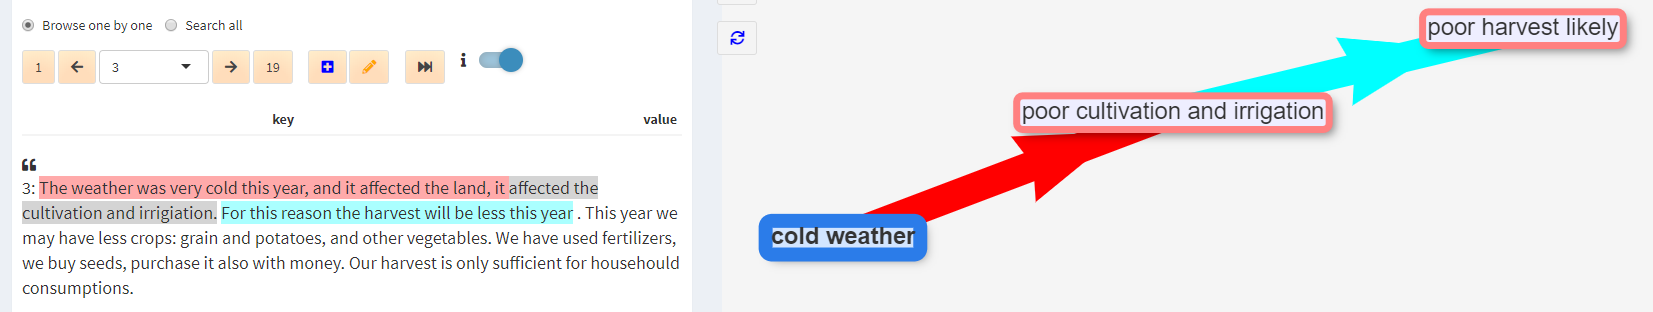 Browse one by one Search all
1 3 19
key value
3: The weather was very cold this year, and it affected the land, it affected the
cultivation and irrigiation. For this reason the harvest will be less this year . This year we
may have less crops: grain and potatoes, and other vegetables. We have used fertilizers,
we buy seeds, purchase it also with money. Our harvest is only sufficient for househould
consumptions.
poor harvest likely
poor cultivation and irrigation
cold weather